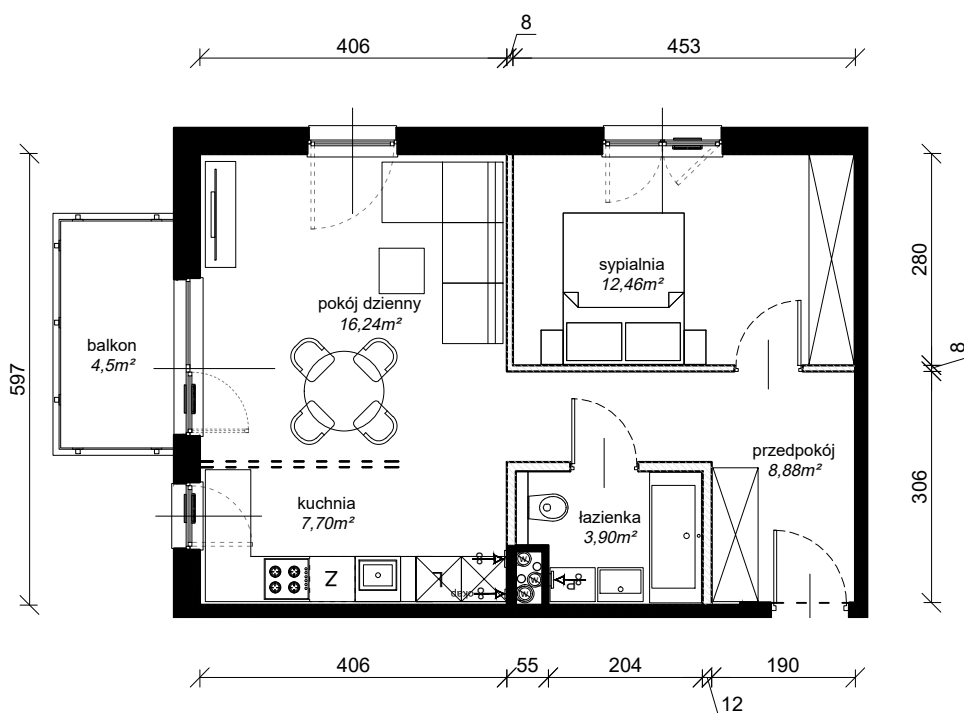 8
406
453
597
280
8
306
sypialnia
12,46m²
pokój dzienny
16,24m²
balkon
4,5m²
przedpokój
8,88m²
kuchnia
7,70m²
łazienka
3,90m²
Z
L
P
okap
406
55
204
190
12